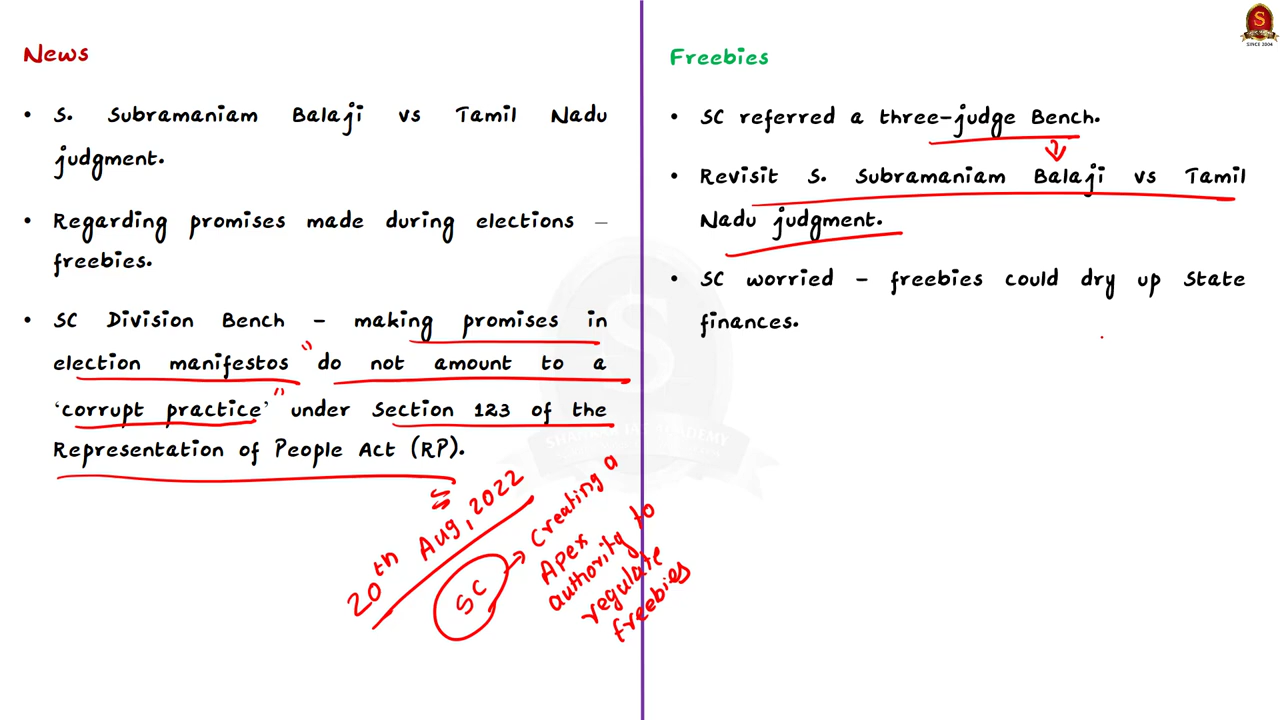 News
• S. Subramaniam Balaji vs Tamil Nadu
judgment.
• Regarding promises made during elections –
freebies.
• SC Division Bench – making promises in
election manifestos "do not amount to a
'corrupt practice'" under Section 123 of the
Representation of People Act (RP).
20th Aug, 2022
SC → Creating a
Apex
authority to
regulate
freebies
Freebies
• SC referred a three-judge Bench.
• Revisit S. Subramaniam Balaji vs Tamil
Nadu judgment.
• SC worried – freebies could dry up State
finances.
S
SINCE 2004